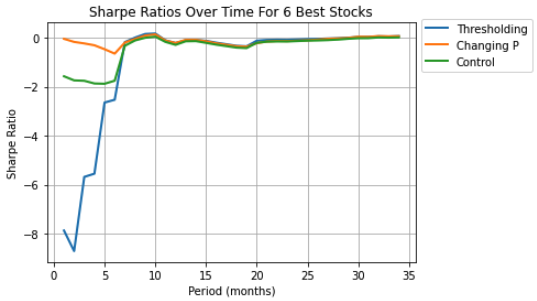 Sharpe Ratios Over Time For 6 Best Stocks
Thresholding
Changing P
Control
Sharpe Ratio
0
−2
−4
−6
−8
0 5 10 15 20 25 30 35
Period (months)